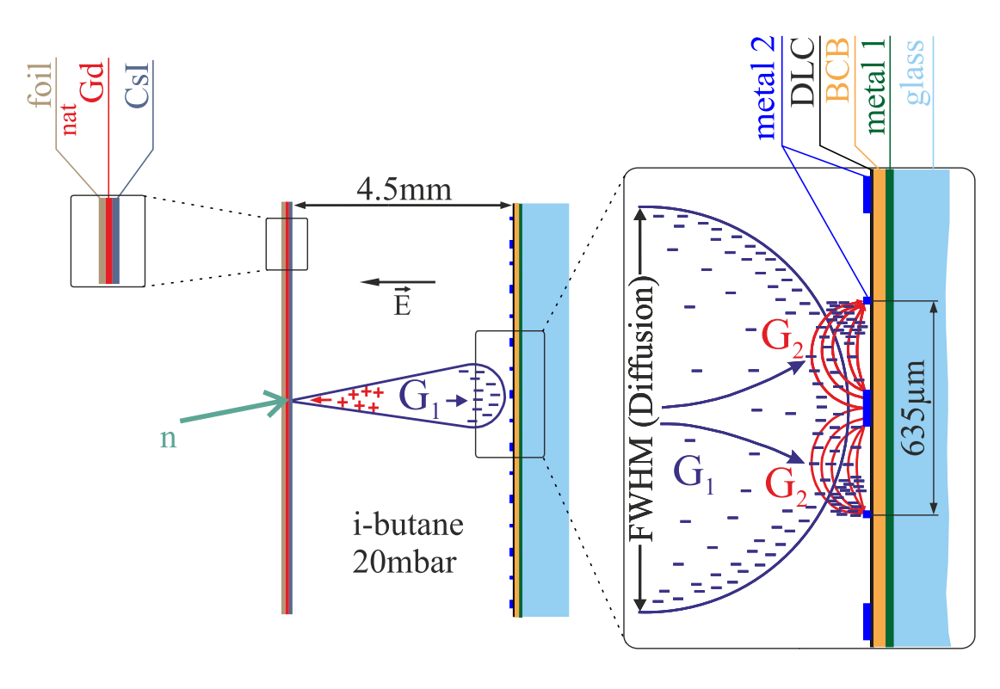 foil
nat Gd
CsI
4.5mm
E
n
G1
i-butane
20mbar
metal 2
DLC
BCB
metal 1
glass
FWHM (Diffusion)
G2
G1
G2
635μm